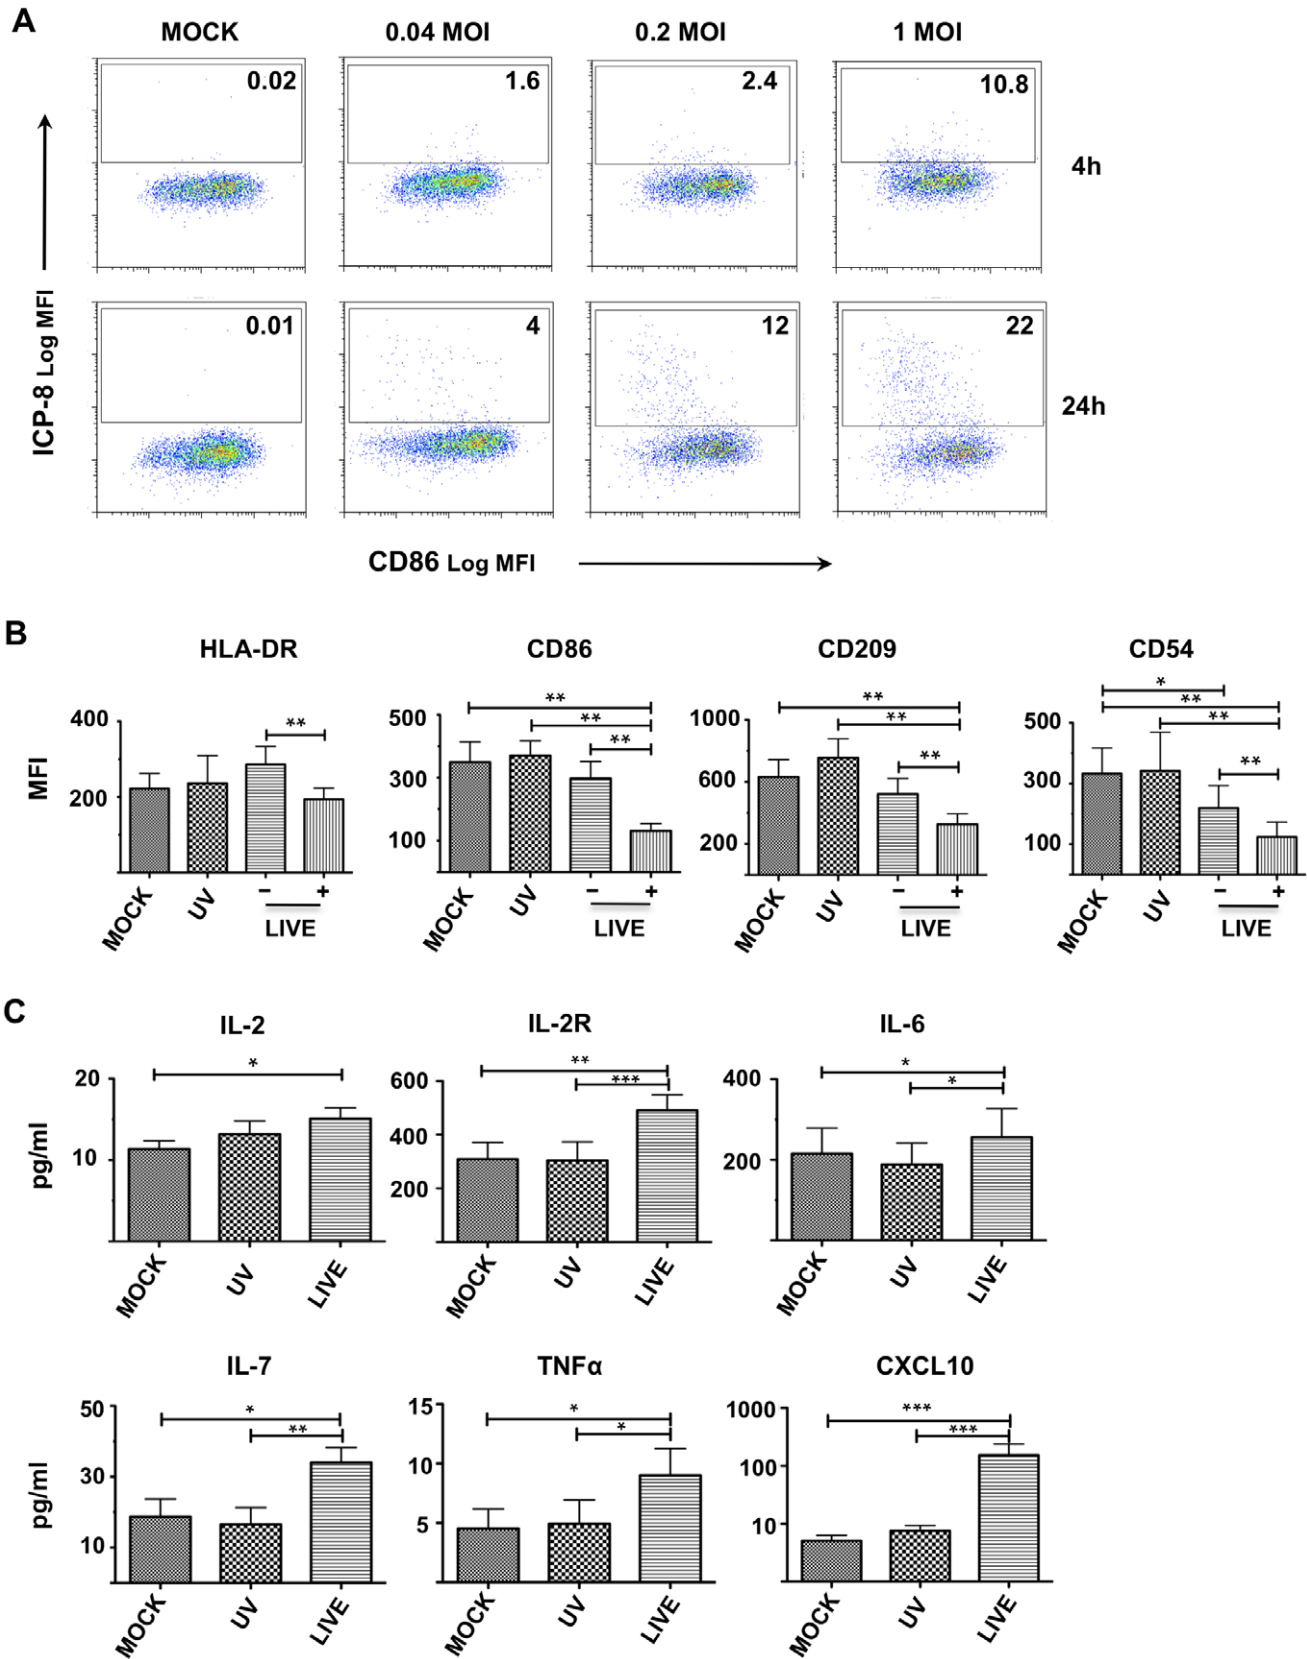 A
MOCK 0.04 MOI 0.2 MOI 1 MOI
0.02 1.6 2.4 10.8
4h
0.01 4 12 22
24h
ICP-8 Log MFI
CD86 Log MFI
B
HLA-DR CD86 CD209 CD54
MFI
400
200
**
MOCK UV – + LIVE
500
300
100
**
**
**
MOCK UV – + LIVE
1000
600
200
**
**
**
MOCK UV – + LIVE
500
300
100
*
**
**
**
MOCK UV – + LIVE
C
IL-2 IL-2R IL-6
pg/ml
20
10
*
MOCK UV LIVE
600
400
200
**
***
MOCK UV LIVE
400
200
*
*
MOCK UV LIVE
IL-7 TNFα CXCL10
pg/ml
50
30
10
*
**
MOCK UV LIVE
15
10
5
*
*
MOCK UV LIVE
1000
100
10
***
***
MOCK UV LIVE